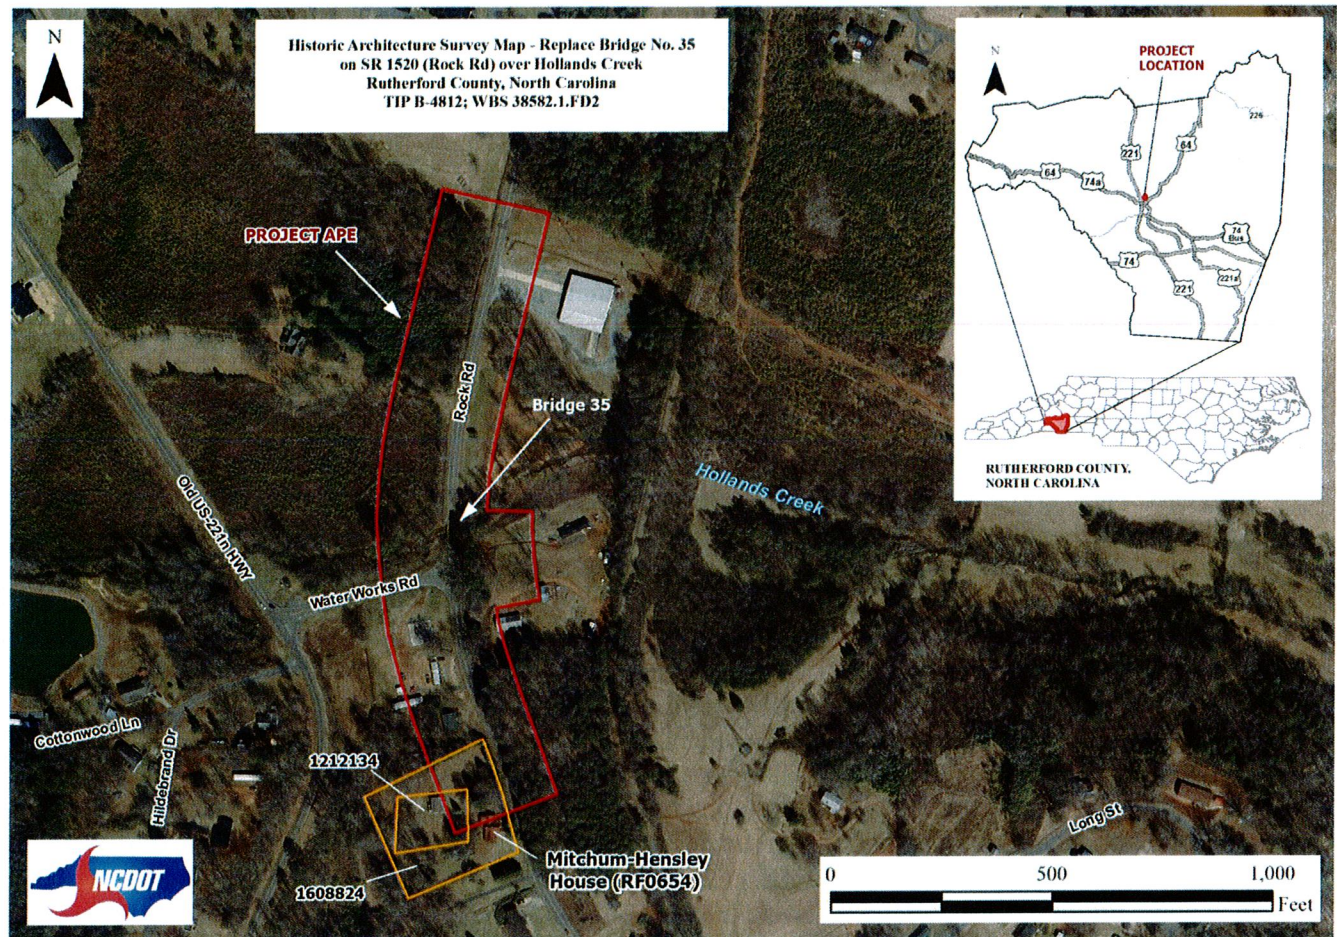 N
Historic Architecture Survey Map - Replace Bridge No. 35
on SR 1520 (Rock Rd) over Hollands Creek
Rutherford County, North Carolina
TIP B-4812; WBS 38582.1.FD2
PROJECT
LOCATION
N
226
64
221
64
74a
74
Bus
74
221
221a
RUTHERFORD COUNTY,
NORTH CAROLINA
PROJECT APE
Rock Rd
Bridge 35
Hollands Creek
Old US-221n HWY
Water Works Rd
Cottonwood Ln
Hildebrand Dr
1212134
Long St
Mitchum-Hensley
House (RF0654)
1608824
NCDOT
0 500 1,000
Feet